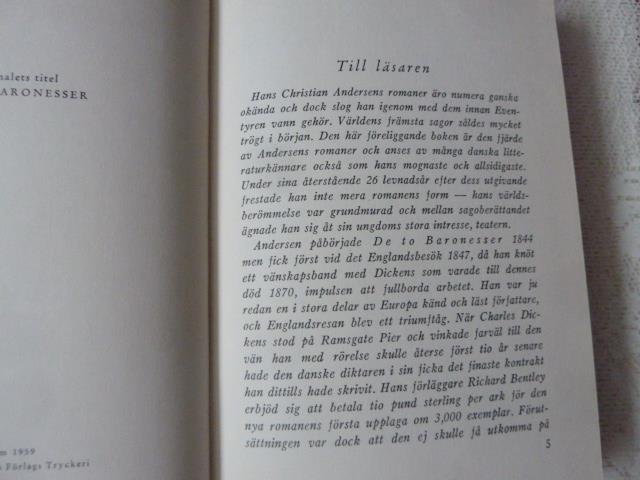 nalets titel
BARONESSER
m 1959
Förlags Tryckeri
Till läsaren
Hans Christian Andersens romaner äro numera ganska
okända och dock slog han igenom med dem innan Even-
tyren vann gehör. Världens främsta sagor såldes mycket
trögt i början. Den här föreliggande boken är den fjärde
av Andersens romaner och anses av många danska litte-
raturkännare också som hans mognaste och allsidigaste.
Under sina återstående 26 levnadsår efter dess utgivande
frestade han inte mera romanens form — hans världs-
berömmelse var grundmurad och mellan sagoberättandet
ägnade han sig åt sin ungdoms stora intresse, teatern.
Andersen påbörjade De to Baronesser 1844
men fick först vid det Englandsbesök 1847, då han knöt
ett vänskapsband med Dickens som varade till dennes
död 1870, impulsen att fullborda arbetet. Han var ju
redan en i stora delar av Europa känd och läst författare,
och Englandsresan blev ett triumftåg. När Charles Dic-
kens stod på Ramsgate Pier och vinkade farväl till den
vän han med rörelse skulle återse först tio år senare
hade den danske diktaren i sin ficka det finaste kontrakt
han dittills hade skrivit. Hans förläggare Richard Bentley
erbjöd sig att betala tio pund sterling per ark för den
nya romanens första upplaga om 3,000 exemplar. Förut-
sättningen var dock att den ej skulle få utkomma på
5